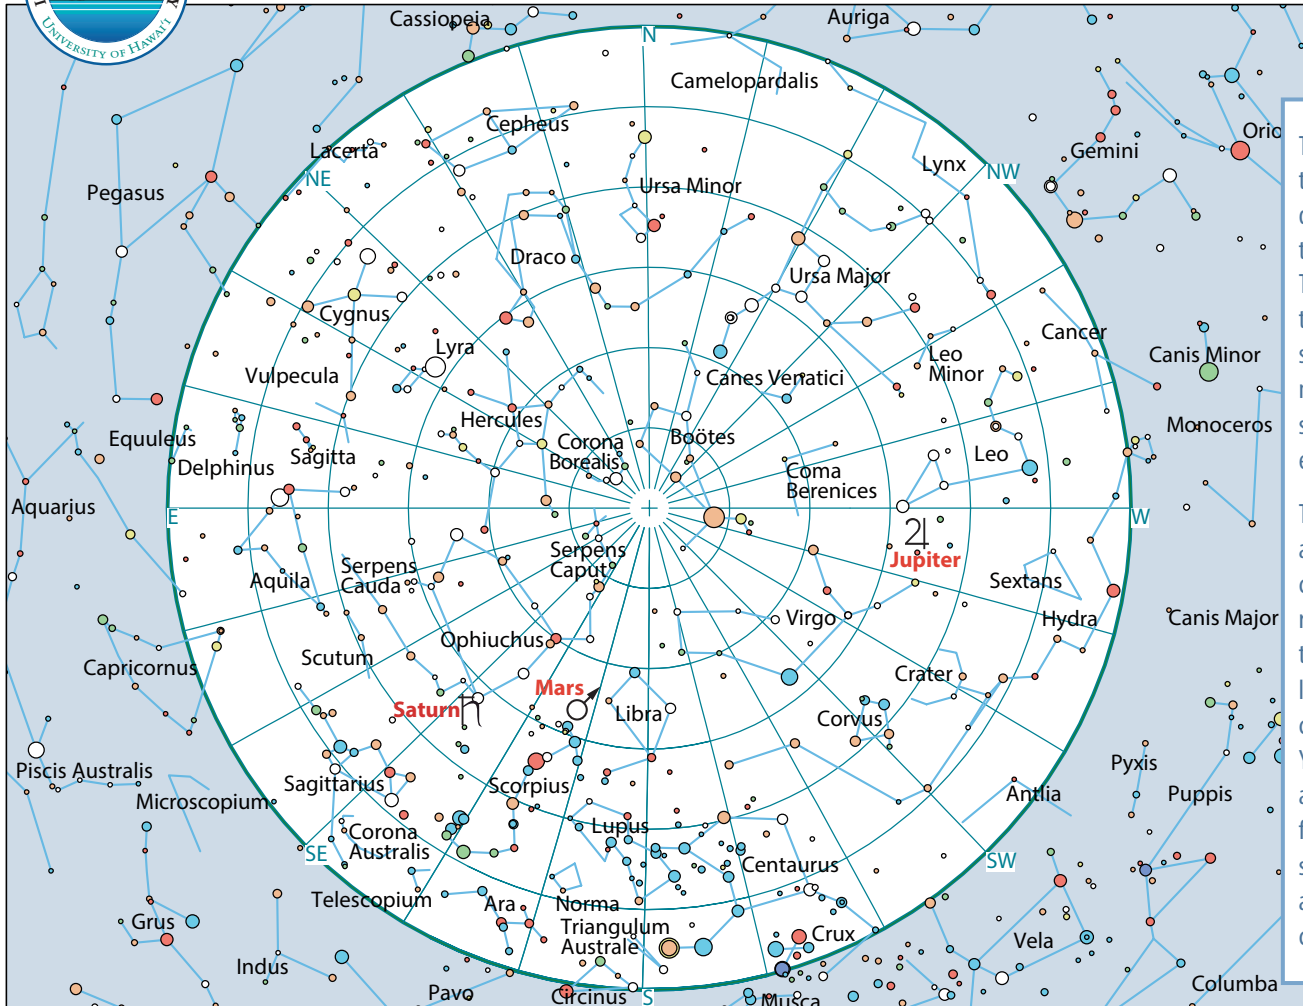 UNIVERSITY OF HAWAI'I
Cassiopeia
Auriga
N
Camelopardalis
Cepheus
Lacerta
NE
Lynx
NW
Gemini
Pegasus
Ursa Minor
Draco
Ursa Major
Cygnus
Lyra
Cancer
Canis Minor
Leo
Minor
Vulpecula
Canes Venatici
Hercules
Equuleus
Delphinus
Sagitta
Corona
Borealis
Boötes
Monoceros
Leo
Coma
Berenices
Aquarius
E
W
Serpens
Caput
Jupiter
Aquila
Serpens
Cauda
Sextans
Hydra
Canis Major
Virgo
Ophiuchus
Capricornus
Scutum
Crater
Mars
Saturn
Libra
Corvus
Piscis Australis
Microscopium
Sagittarius
Scorpius
Pyxis
Puppis
Antlia
Corona
Australis
Lupus
SE
Centaurus
SW
Telescopium
Ara
Norma
Grus
Triangulum
Australe
Crux
Vela
Indus
Columba
Pavo
Circinus
S
Musca